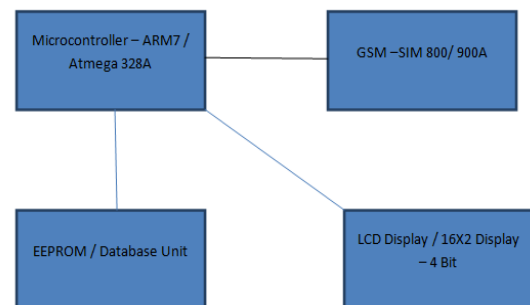 Microcontroller – ARM7 /
Atmega 328A
GSM –SIM 800/ 900A
EEPROM / Database Unit
LCD Display / 16X2 Display
– 4 Bit